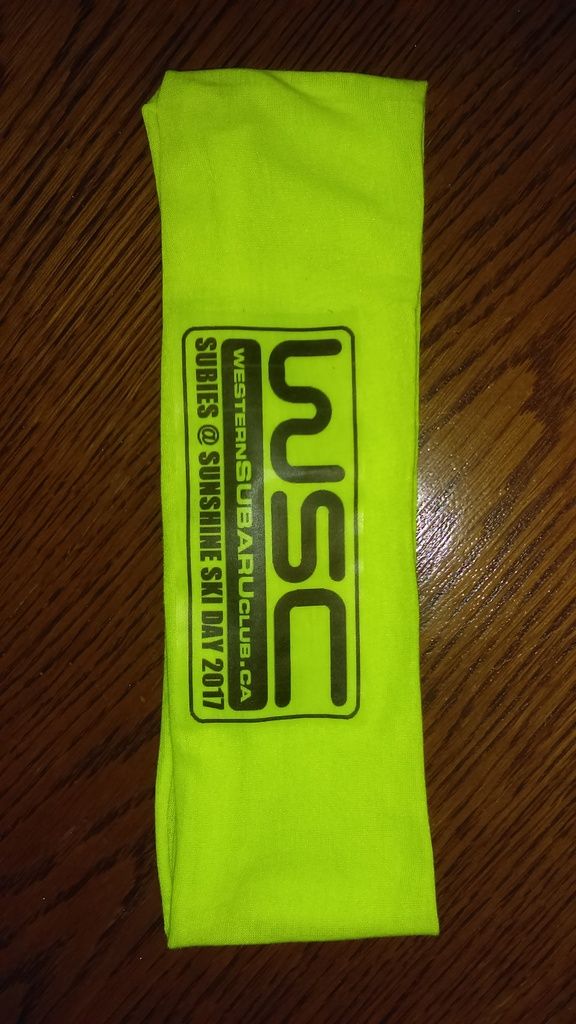 WSC
WESTERNSUBARUCLUB.CA
SUBIES @ SUNSHINE SKI DAY 2017